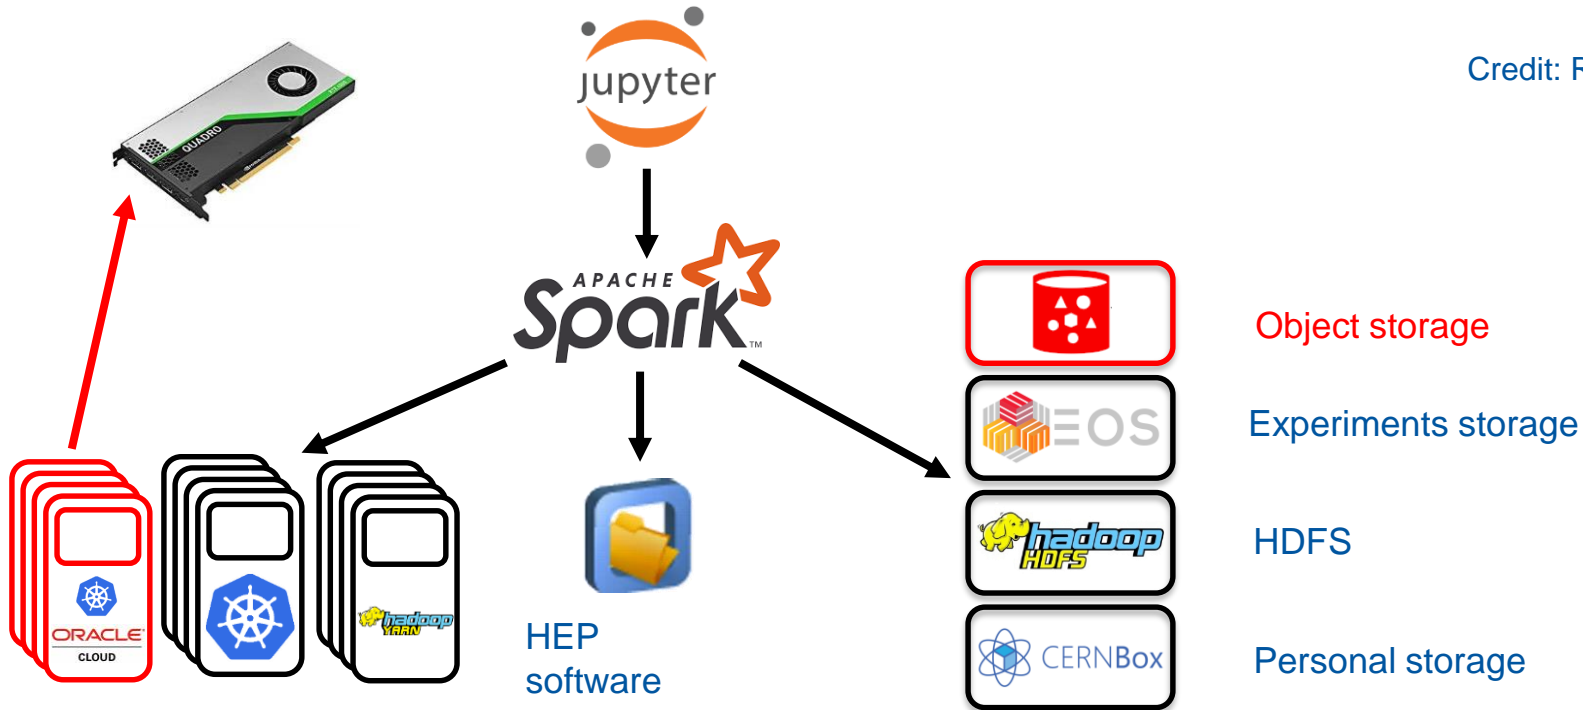 QUADRO
jupyter
Credit: R
APACHE
Spark
TM
Object storage
EOS
Experiments storage
hadoop
HDFS
HDFS
CERNBox
Personal storage
ORACLE
CLOUD
hadoop
YARN
HEP
software